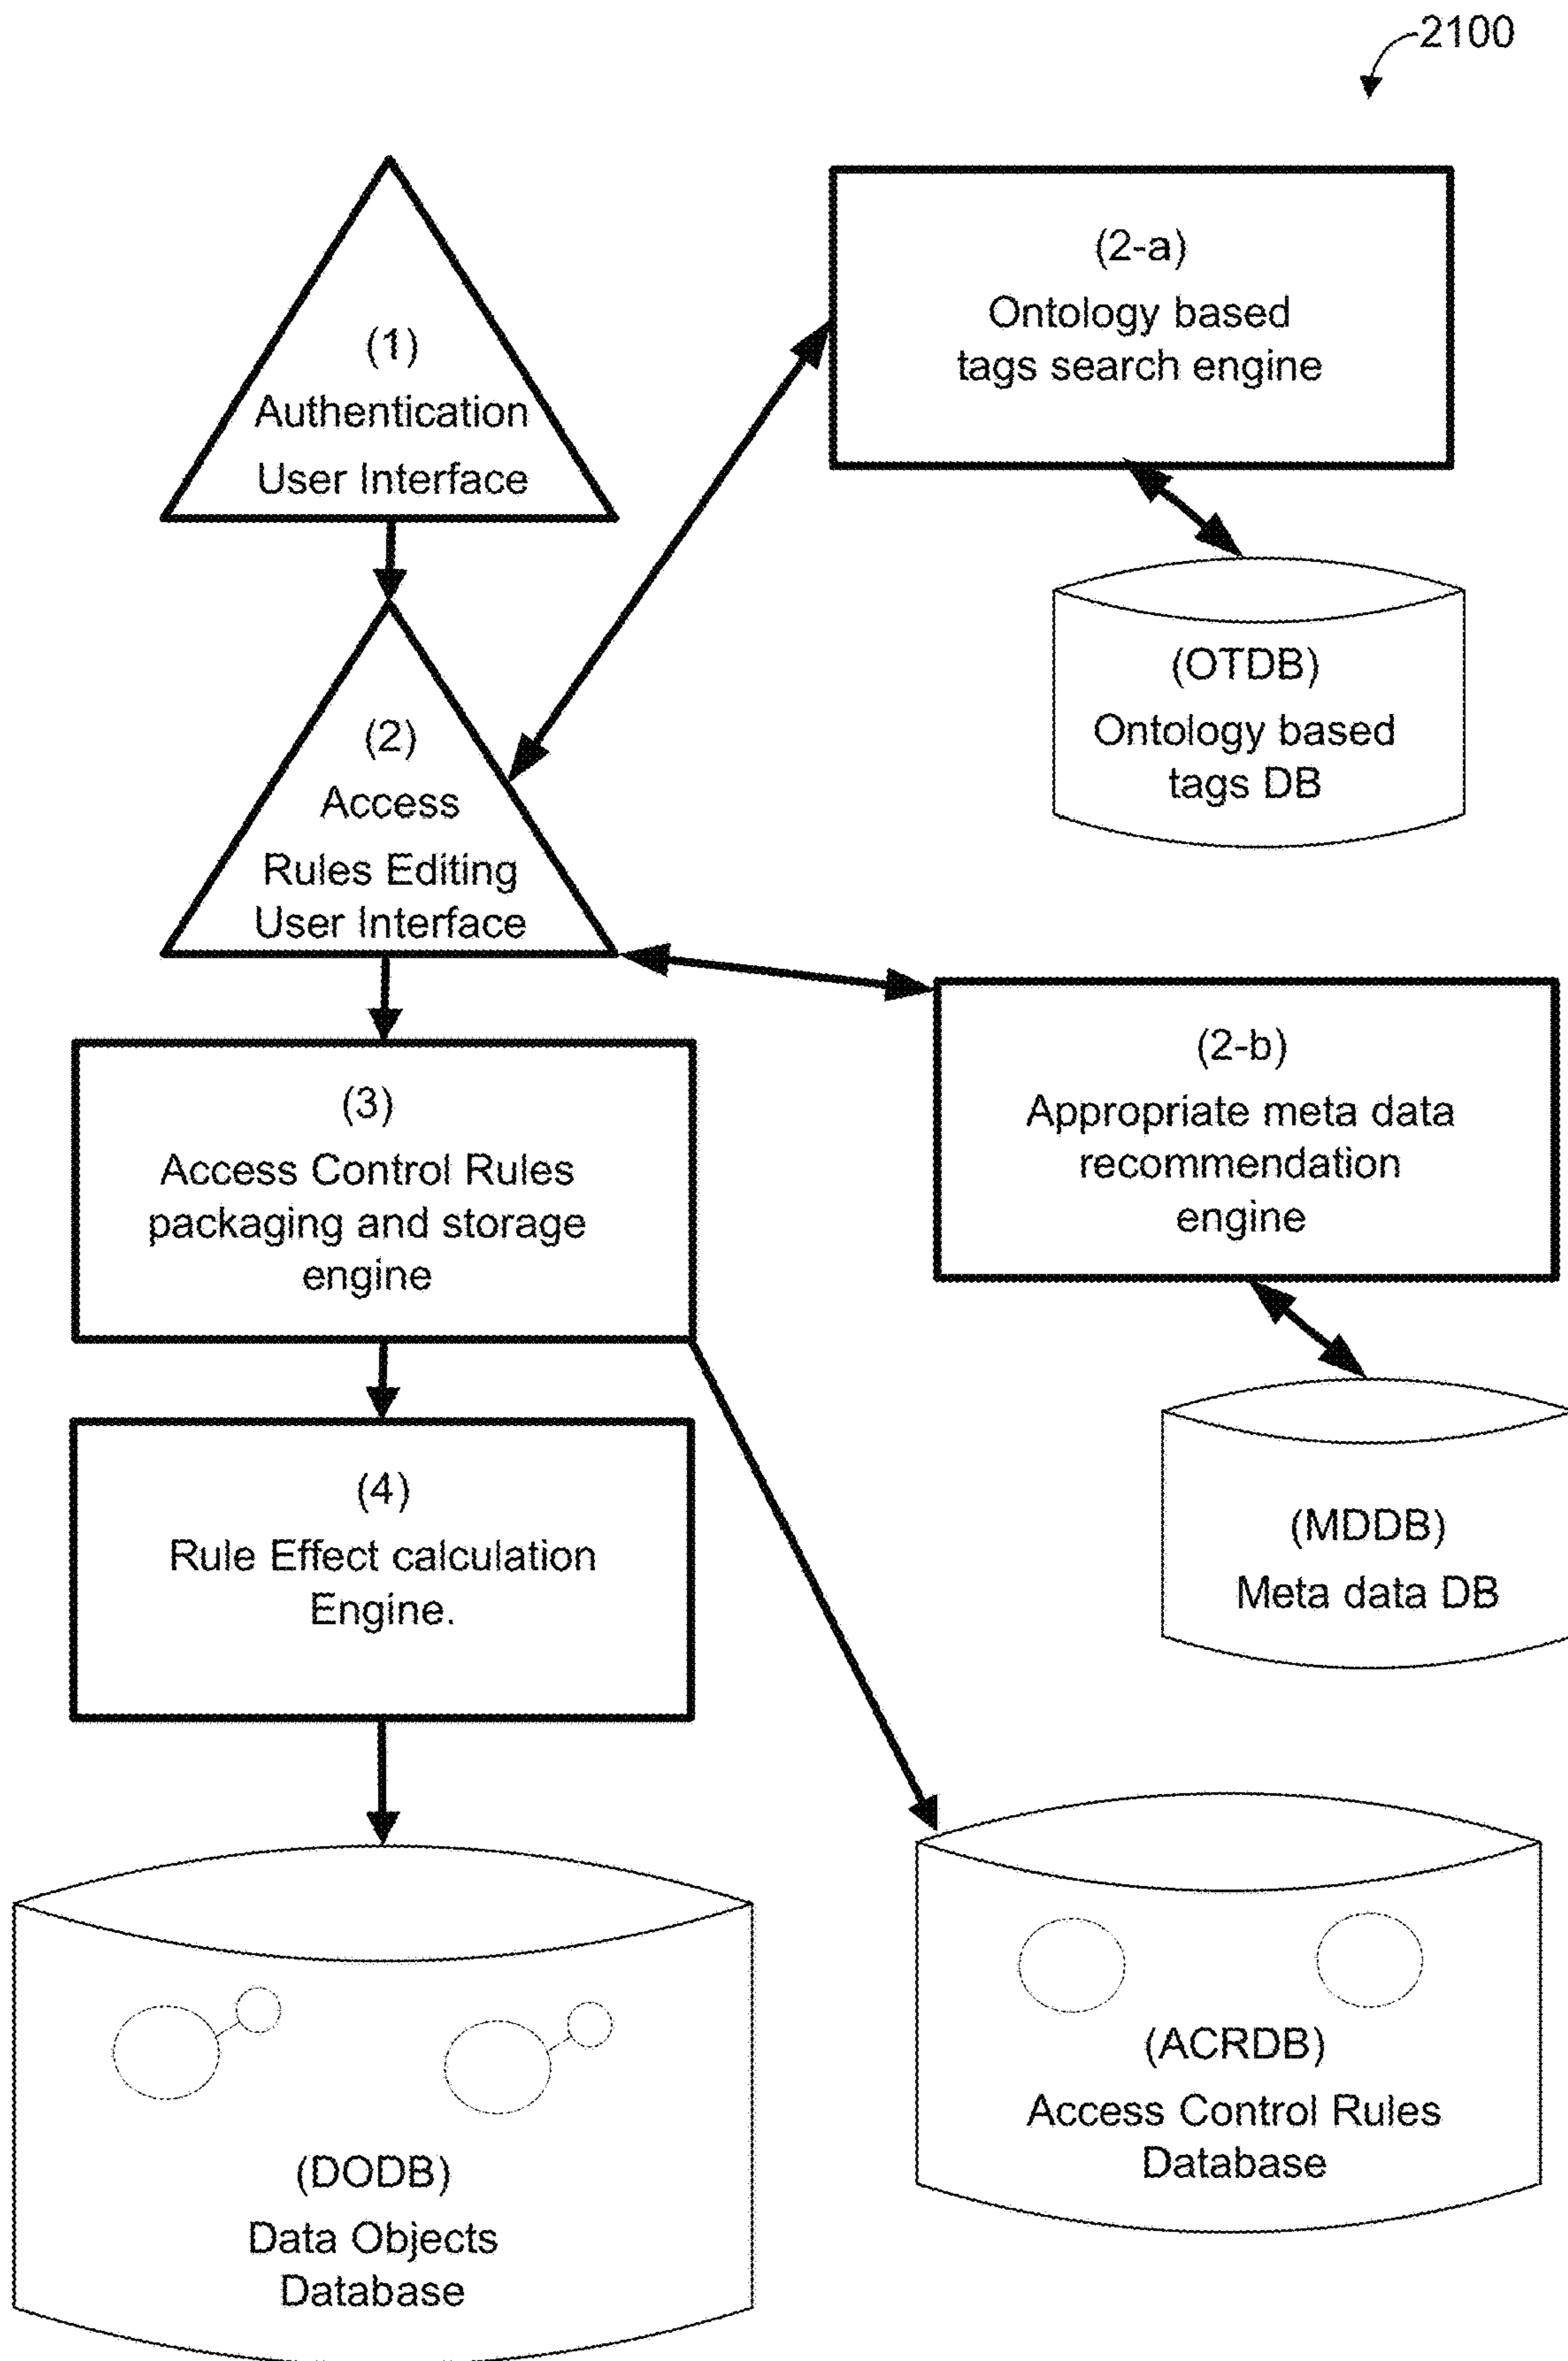 2100
(1)
Authentication
User Interface
(2-a)
Ontology based
tags search engine
(OTDB)
Ontology based
tags DB
(2)
Access
Rules Editing
User Interface
(2-b)
Appropriate meta data
recommendation
engine
(3)
Access Control Rules
packaging and storage
engine
(MDDB)
Meta data DB
(4)
Rule Effect calculation
Engine.
(ACRDB)
Access Control Rules
Database
(DODB)
Data Objects
Database